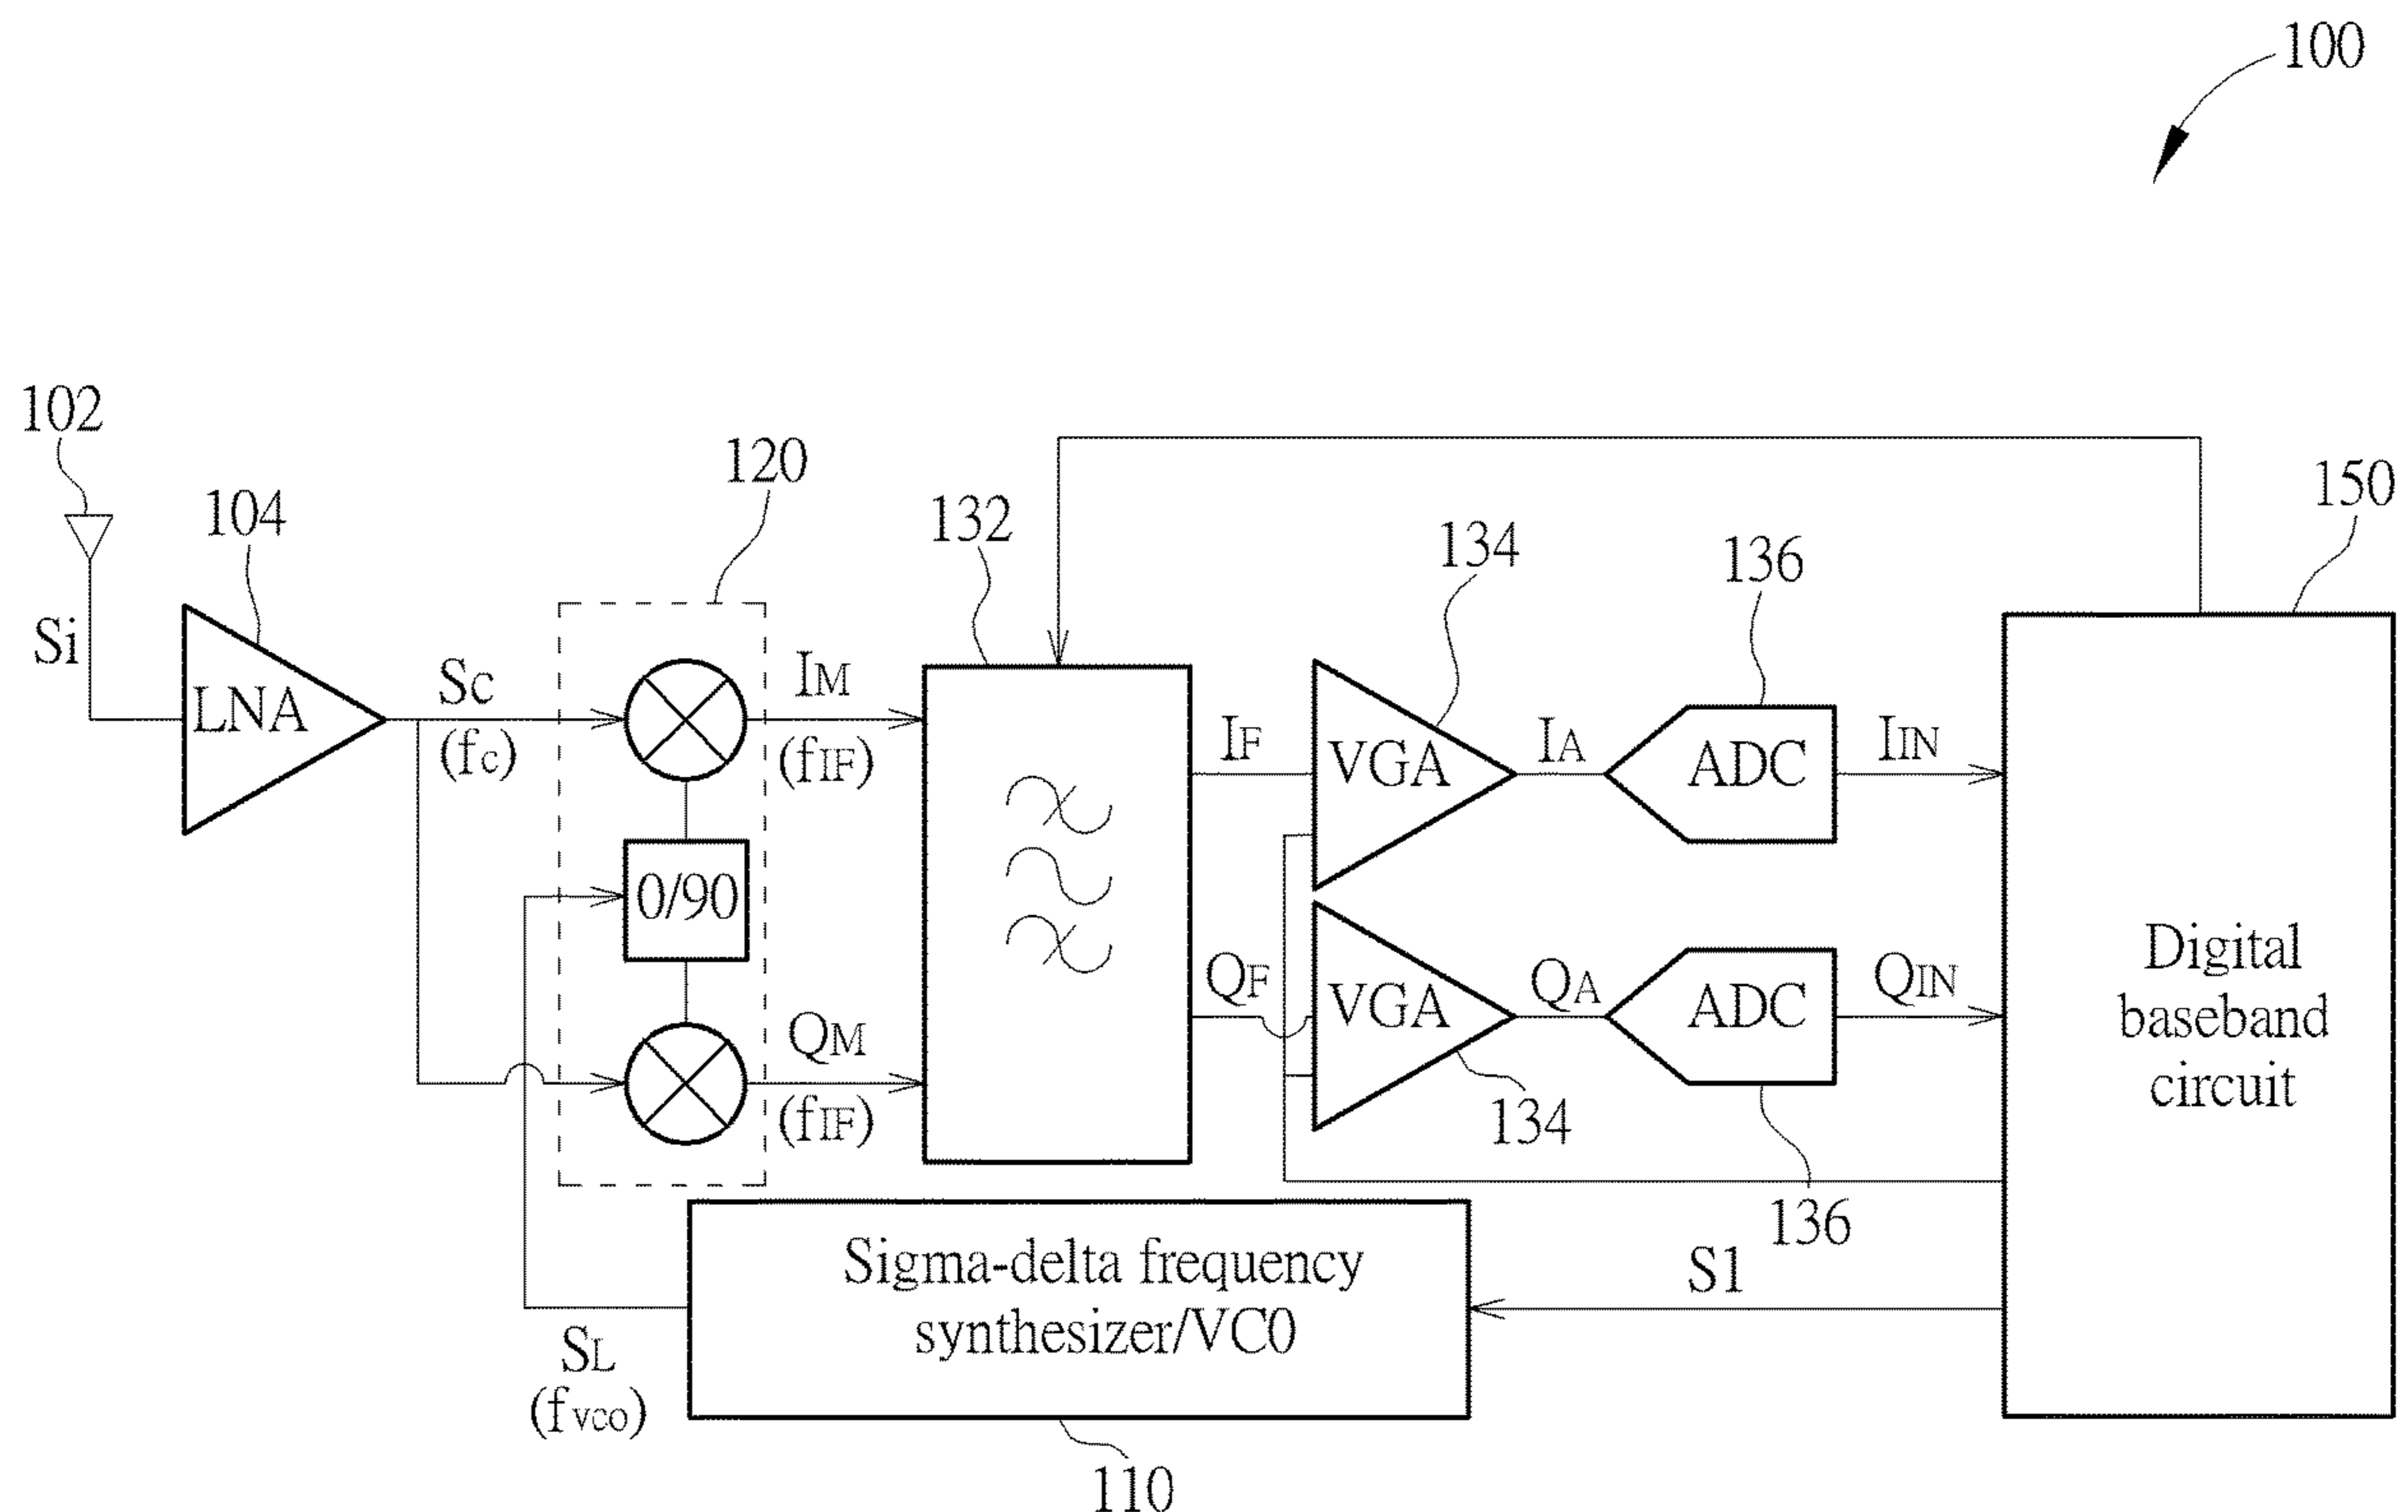 100
102
120
150
104
132
134
136
Si
LNA
SC
(fc)
IM
(fIF)
IF
VGA
IA
ADC
IIN
0/90
QF
VGA
QA
ADC
QIN
Digital
baseband
circuit
QM
(fIF)
134
136
Sigma-delta frequency
synthesizer/VC0
S1
SL
(fvco)
110